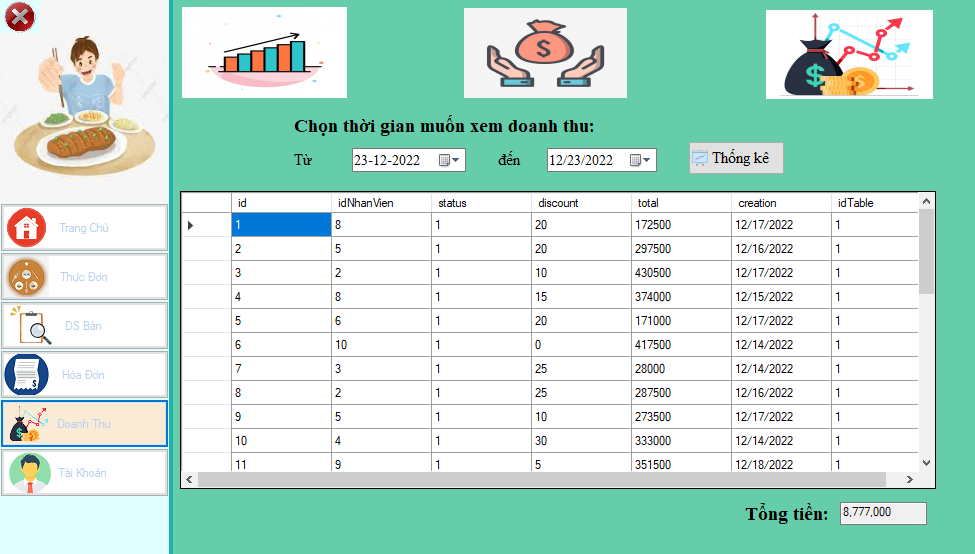 Chọn thời gian muốn xem doanh thu:
Từ 23-12-2022 đến 12/23/2022 Thống kê
Trang Chủ
Thực Đơn
DS Bàn
Hóa Đơn
Doanh Thu
Tài Khoản
id idNhanVien status discount total creation idTable
1 8 1 20 172500 12/17/2022 1
2 5 1 20 297500 12/16/2022 1
3 2 1 10 430500 12/17/2022 1
4 8 1 15 374000 12/15/2022 1
5 6 1 20 171000 12/17/2022 1
6 10 1 0 417500 12/14/2022 1
7 3 1 25 28000 12/14/2022 1
8 2 1 25 287500 12/16/2022 1
9 5 1 10 273500 12/17/2022 1
10 4 1 30 333000 12/14/2022 1
11 9 1 5 351500 12/18/2022 1
Tổng tiền: 8,777,000